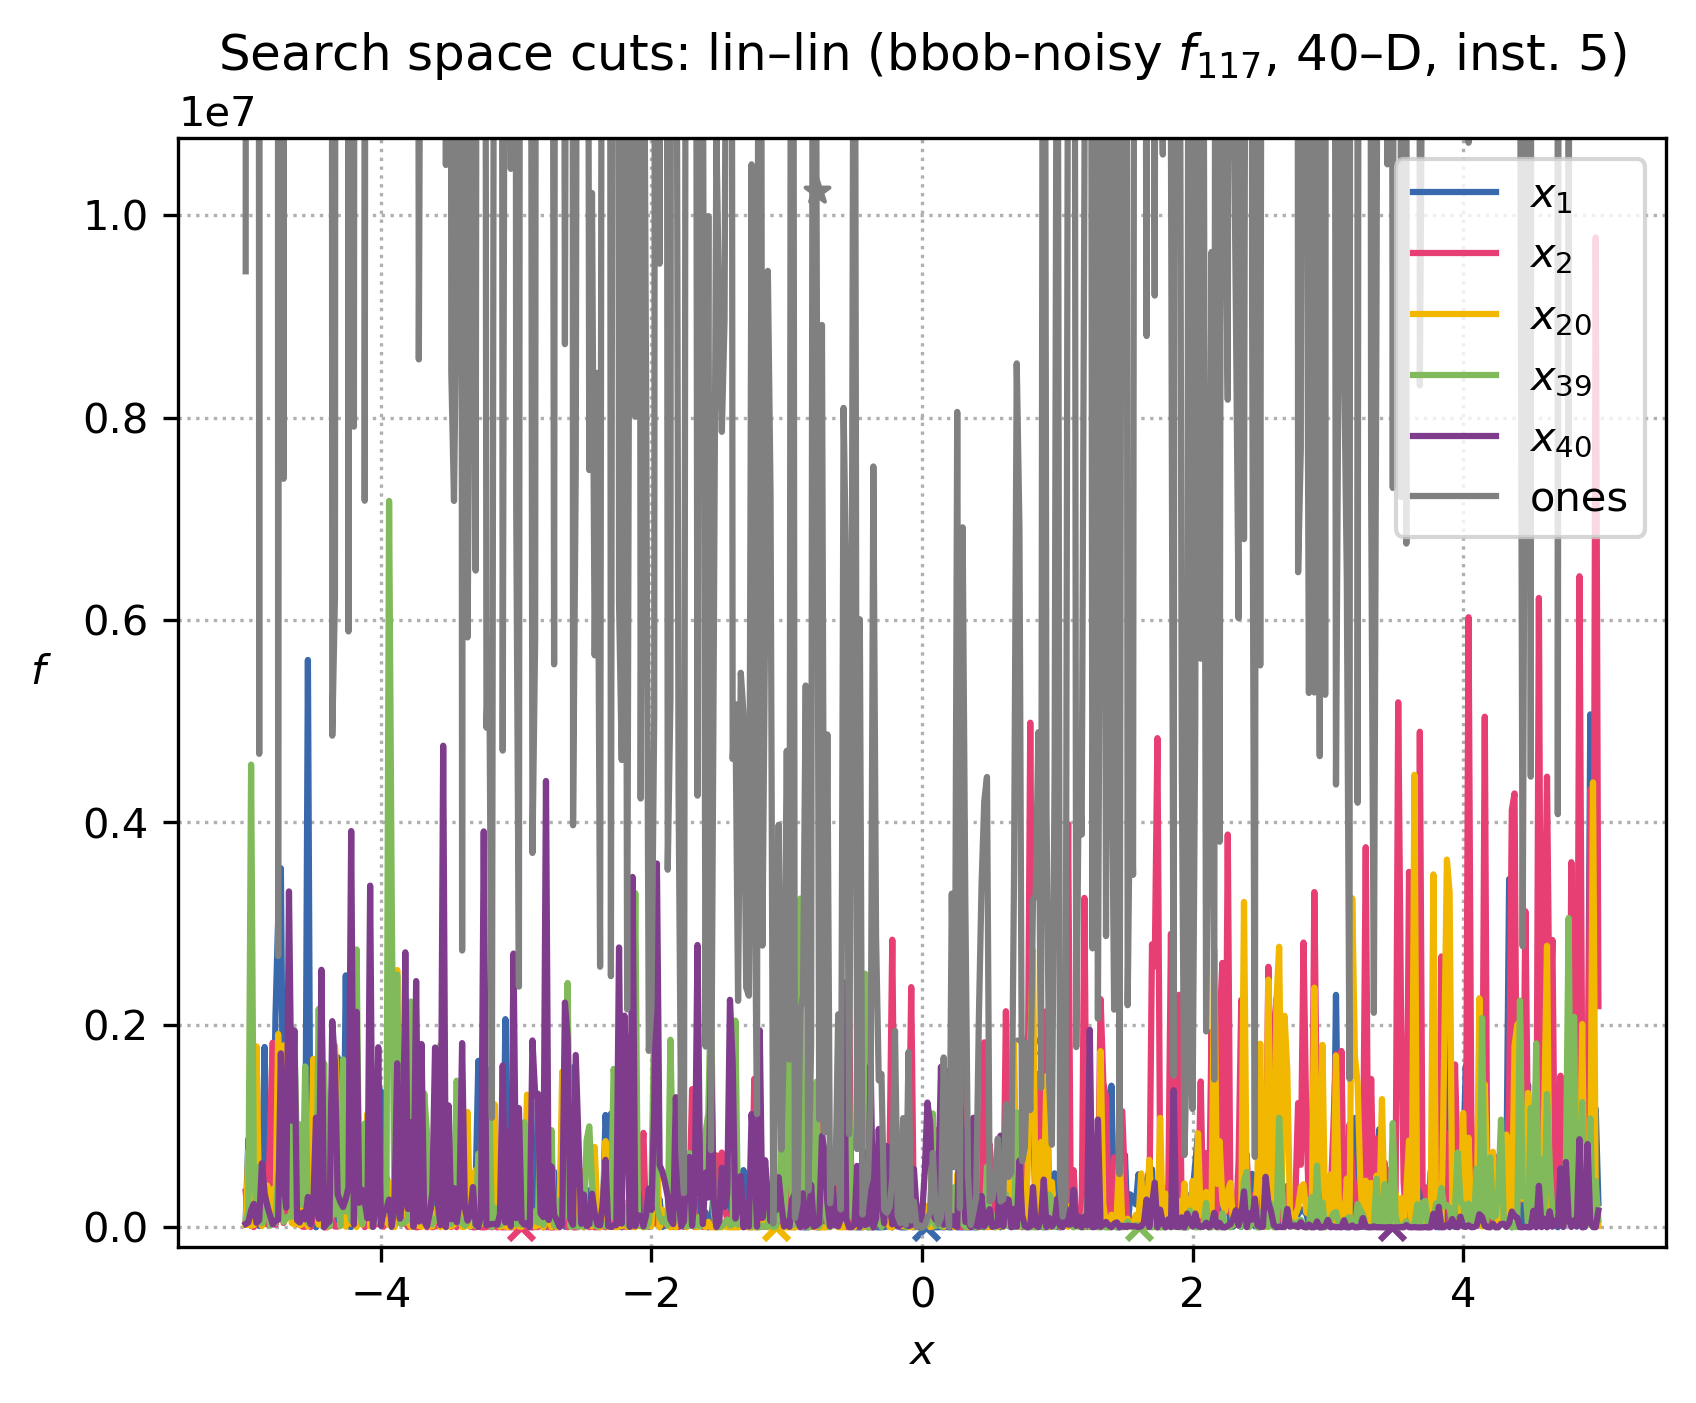 Search space cuts: lin–lin (bbob-noisy f117, 40–D, inst. 5)
1e7
1.0
0.8
0.6
0.4
0.2
0.0
f
x1
x2
x20
x39
x40
ones
−4 −2 0 2 4
x